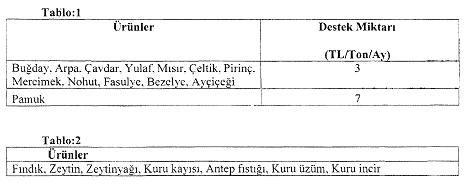 Tablo:1
Ürünler Destek Miktarı
(TL/Ton/Ay)
Buğday, Arpa, Çavdar, Yulaf, Mısır, Çeltik, Pirinç, 3
Mercimek, Nohut, Fasulye, Bezelye, Ayçiçeği
Pamuk 7
Tablo:2
Ürünler
Fındık, Zeytin, Zeytinyağı, Kuru kayısı, Antep fıstığı, Kuru üzüm, Kuru incir